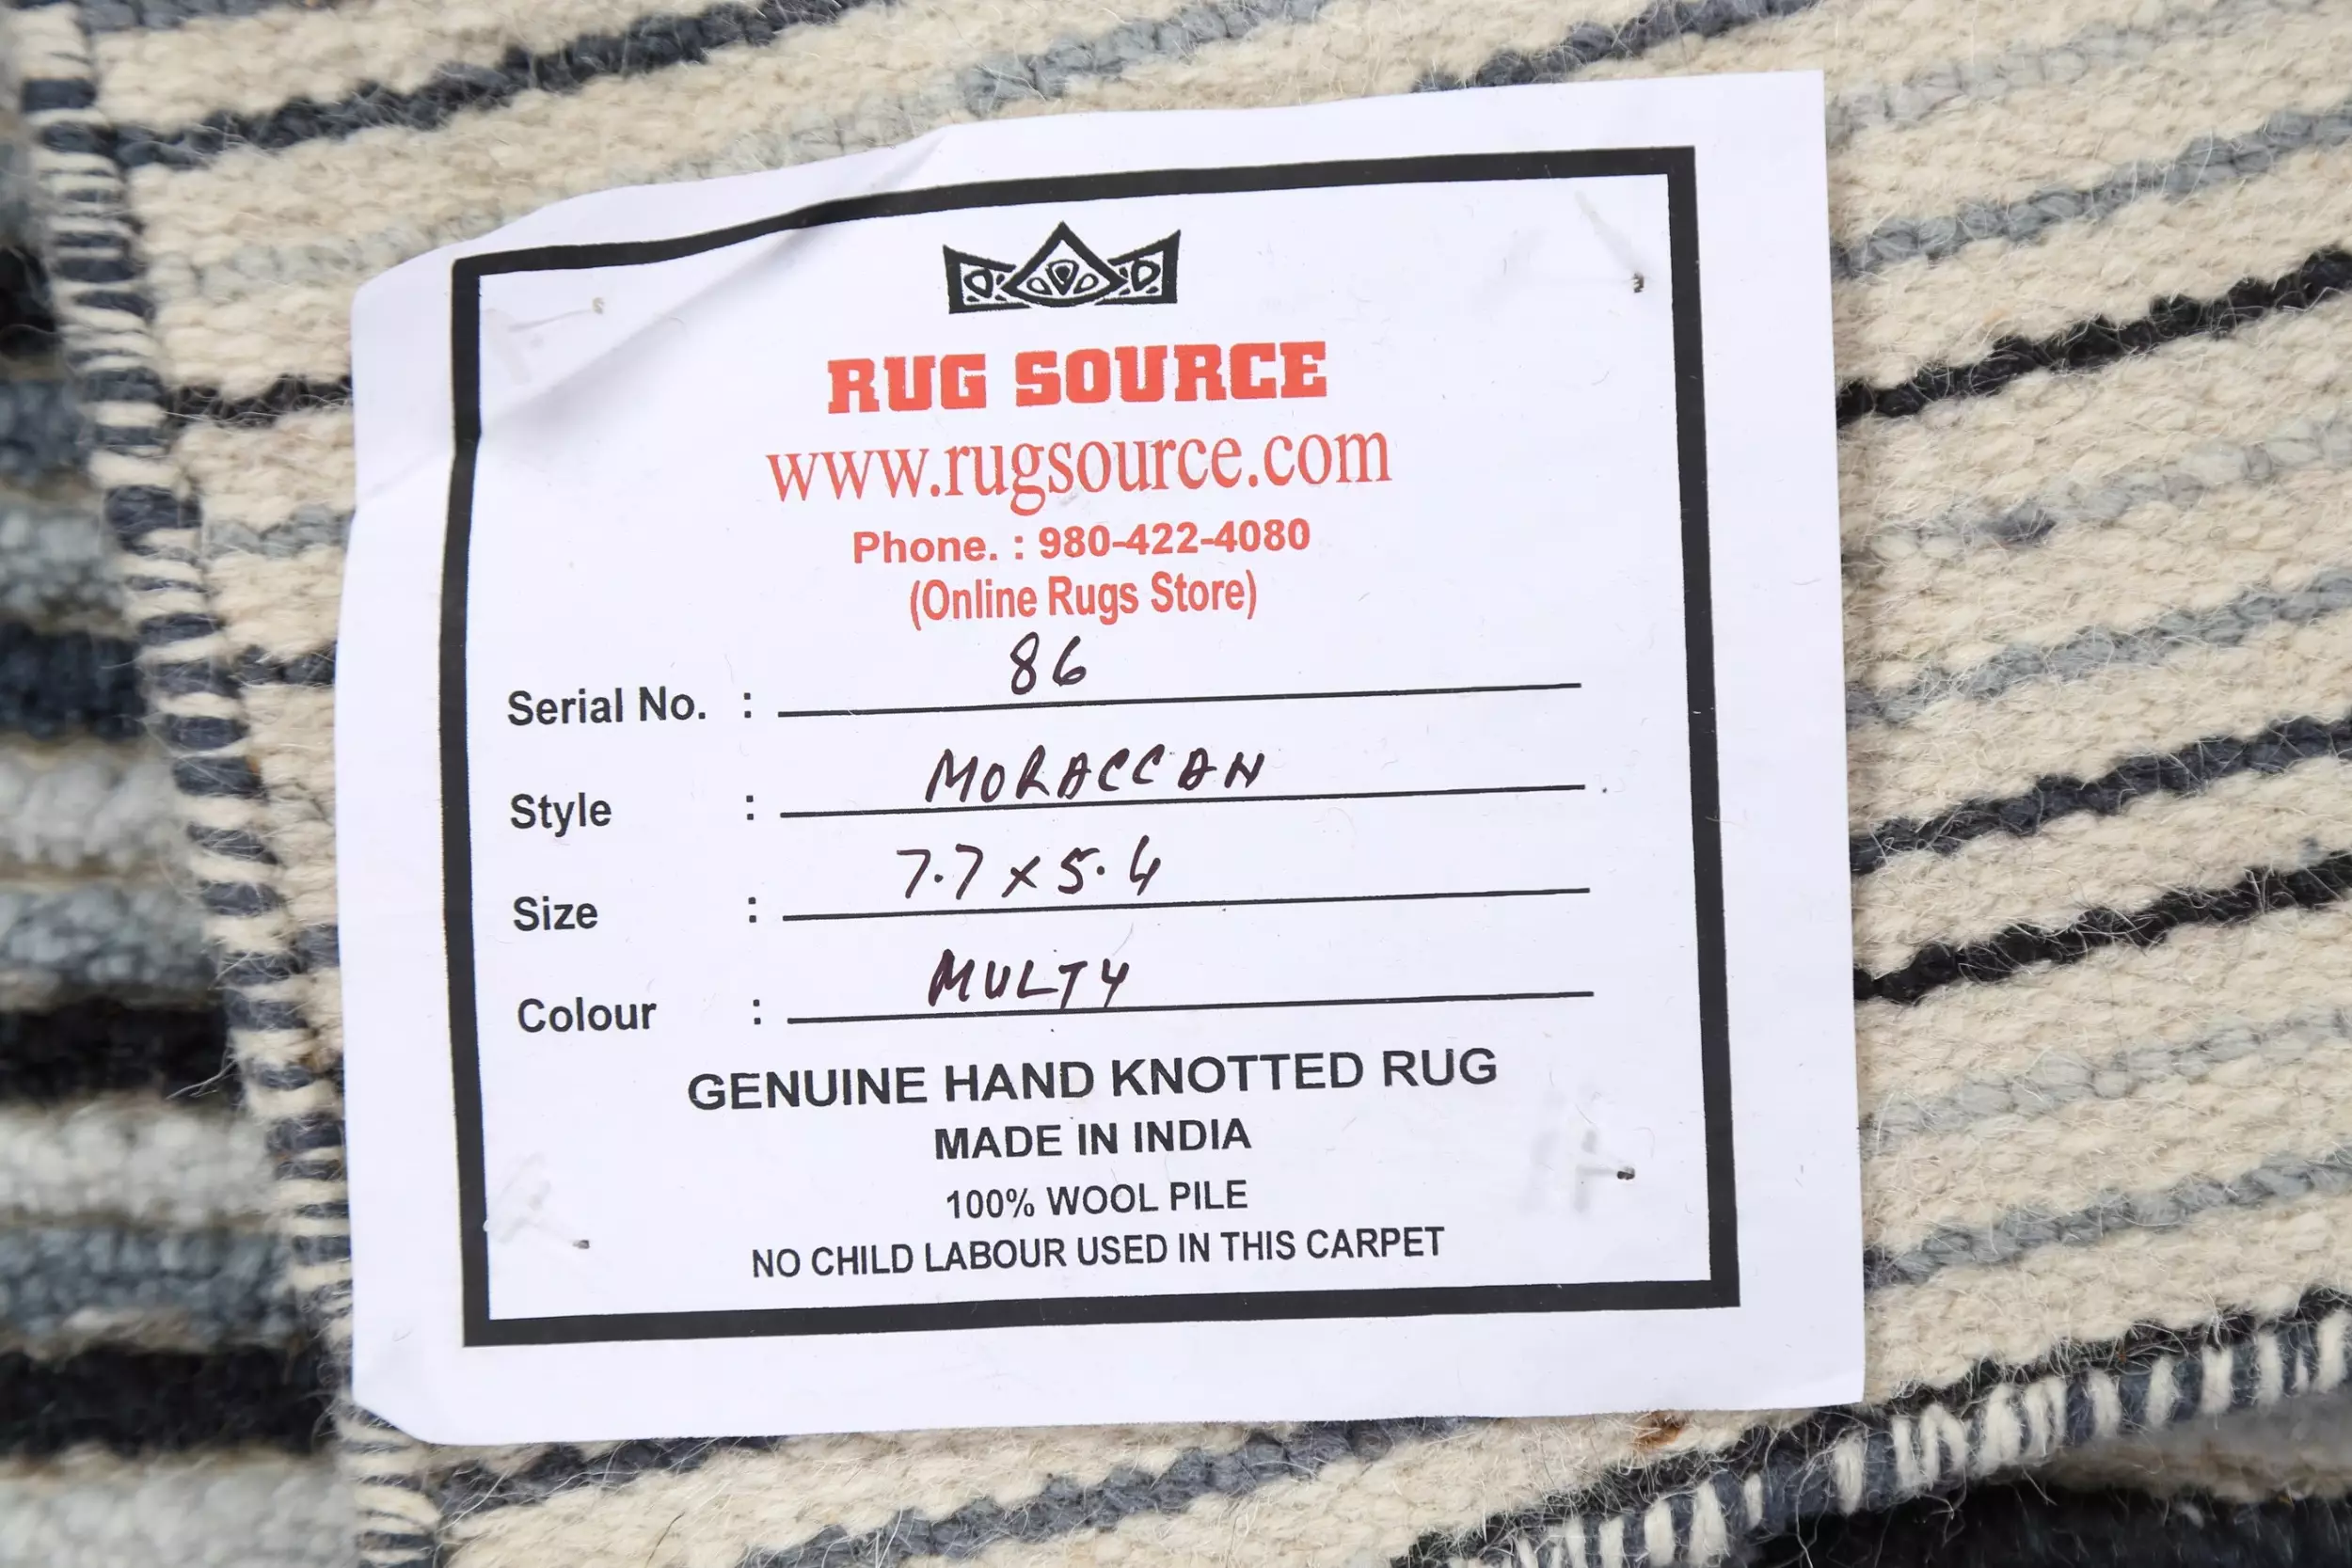 RUG SOURCE
www.rugsource.com
Phone. : 980-422-4080
(Online Rugs Store)
Serial No. : 86
Style : MORACCAN
Size : 7.7 x 5.4
Colour : MULTY
GENUINE HAND KNOTTED RUG
MADE IN INDIA
100% WOOL PILE
NO CHILD LABOUR USED IN THIS CARPET